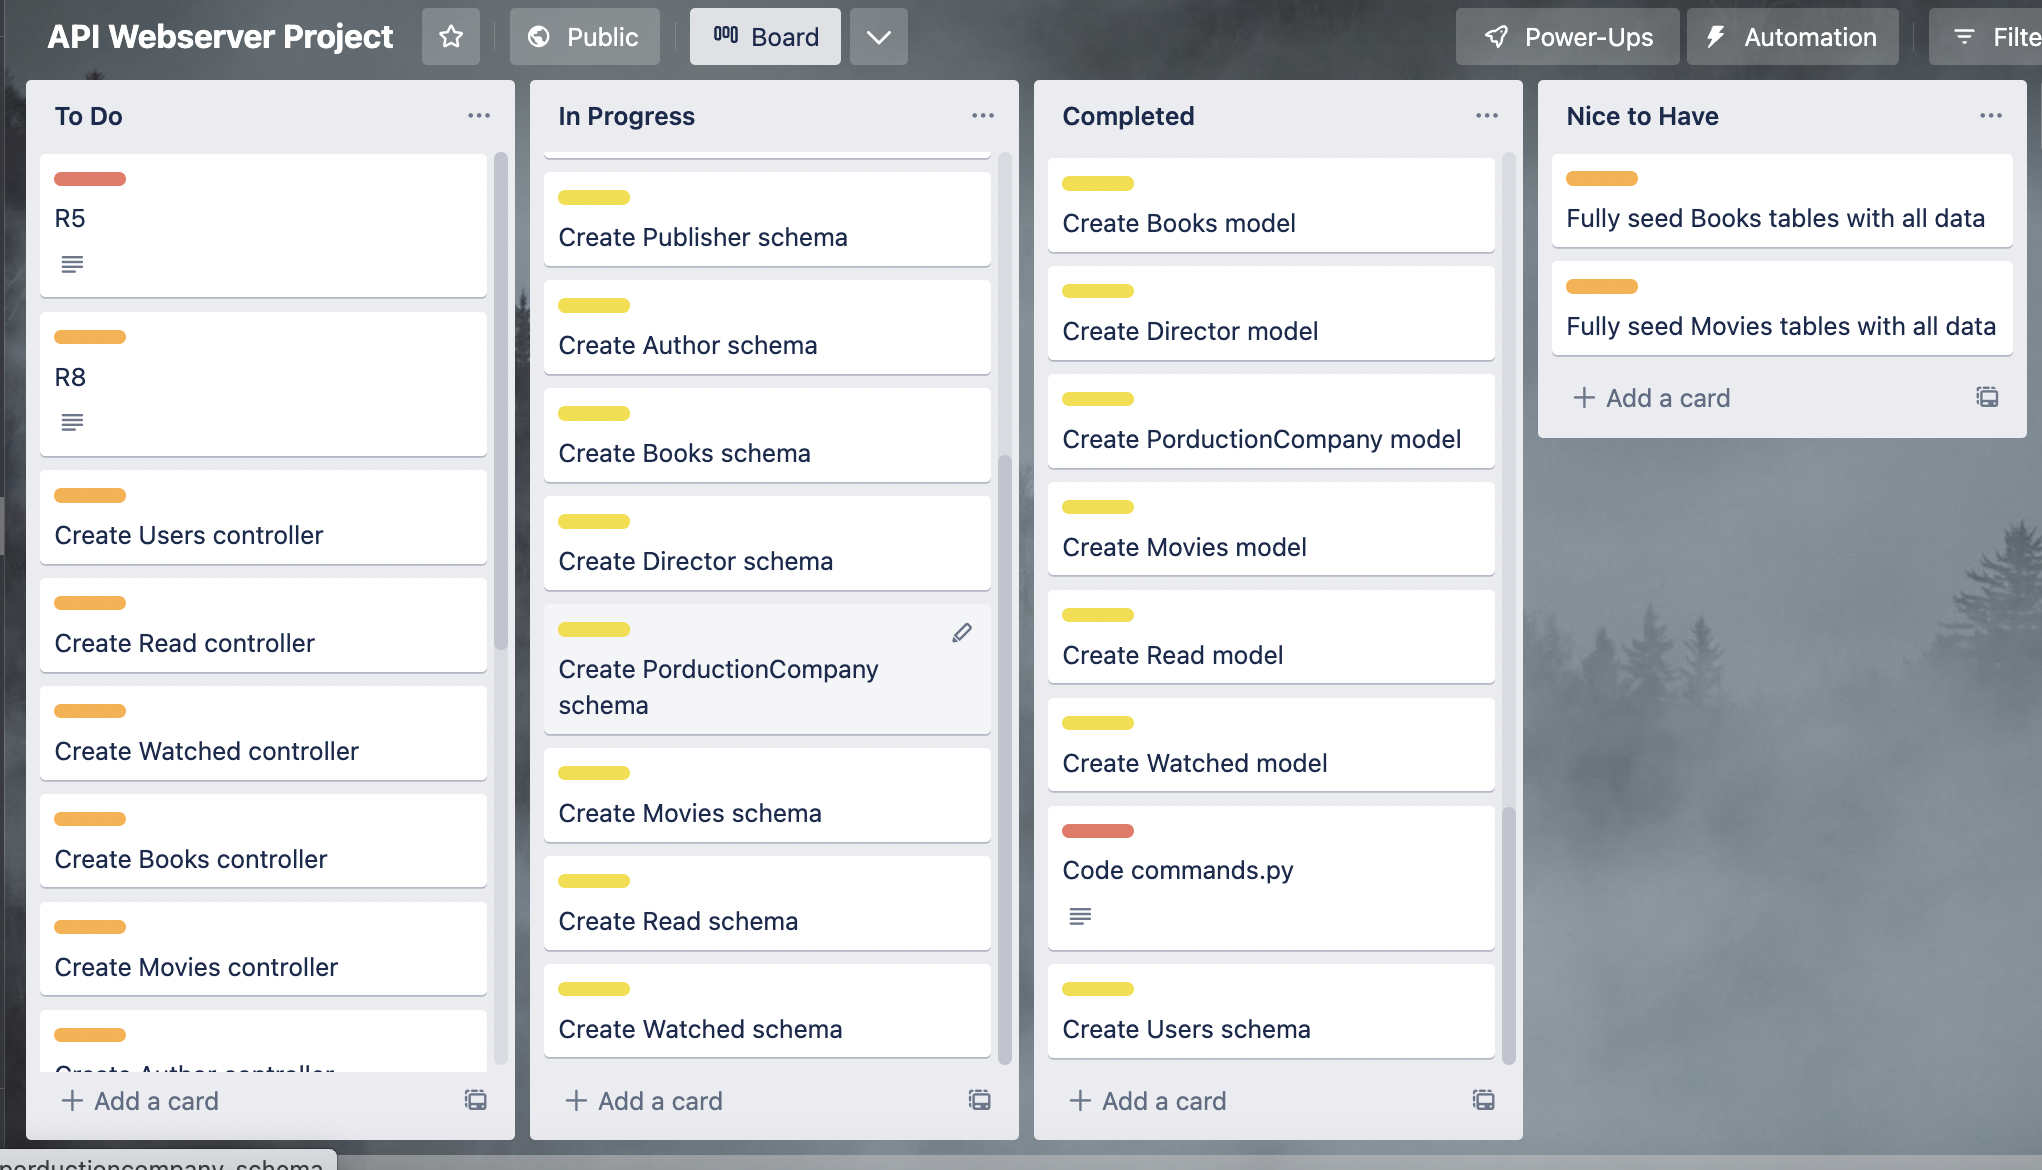 API Webserver Project
Public
Board
Power-Ups
Automation
Filte
To Do
R5
R8
Create Users controller
Create Read controller
Create Watched controller
Create Books controller
Create Movies controller
Create Author controller
Add a card
In Progress
Create Publisher schema
Create Author schema
Create Books schema
Create Director schema
Create PorductionCompany
schema
Create Movies schema
Create Read schema
Create Watched schema
Add a card
Completed
Create Books model
Create Director model
Create PorductionCompany model
Create Movies model
Create Read model
Create Watched model
Code commands.py
Create Users schema
Add a card
Nice to Have
Fully seed Books tables with all data
Fully seed Movies tables with all data
Add a card
porductioncompany_schema